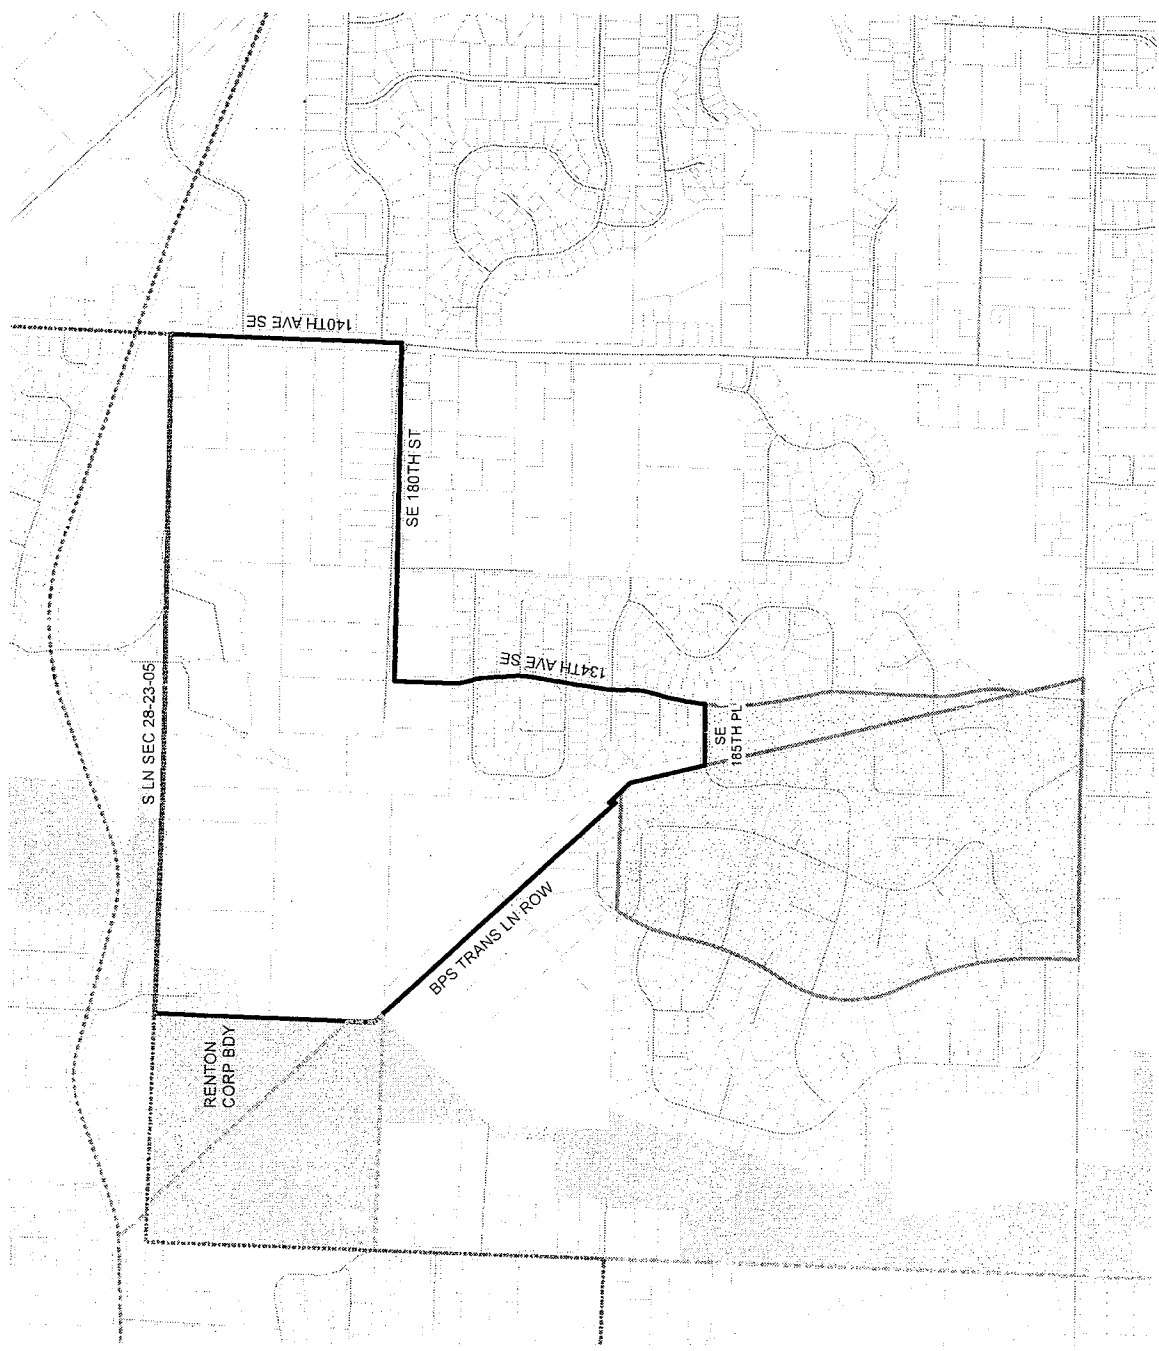 140TH AVE SE
SE 180TH ST
S LN SEC 28-23-05
134TH AVE SE
SE
185TH PL
BPS TRANS LN ROW
RENTON
CORP BDY